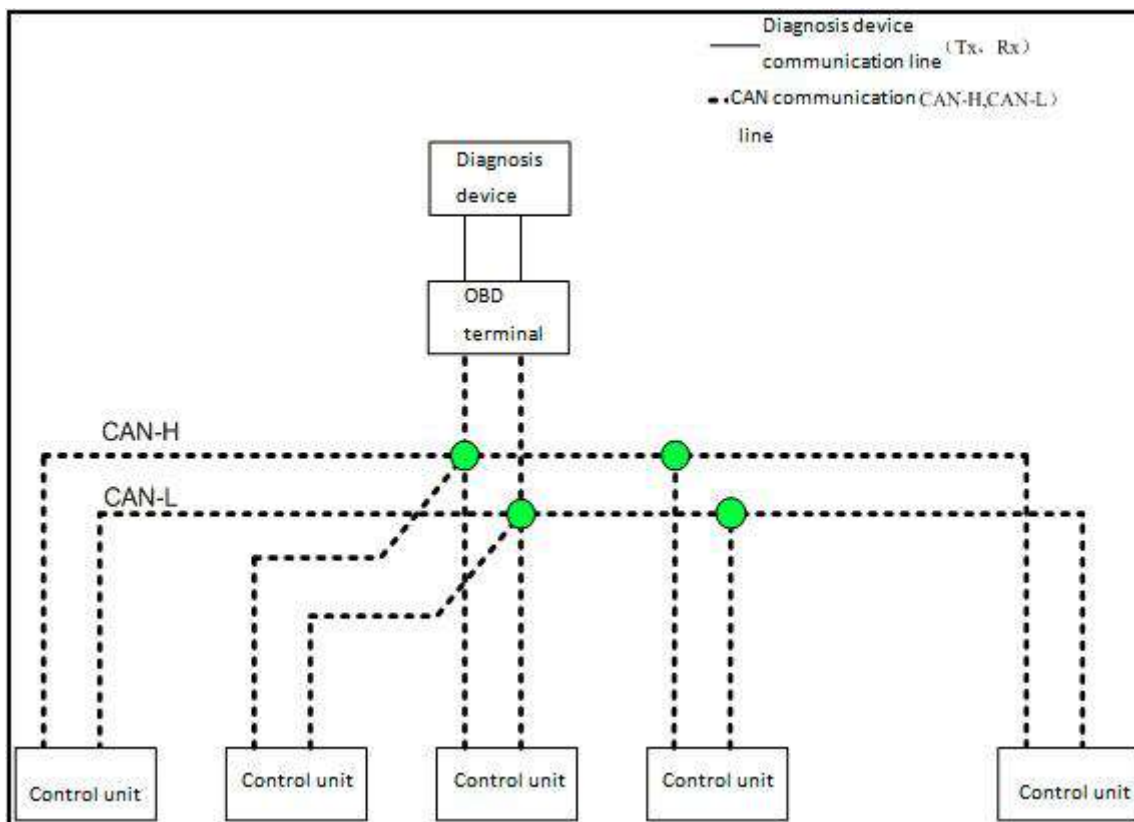 Diagnosis device
communication line（Tx、Rx）
CAN communication CAN-H,CAN-L）
line
Diagnosis
device
OBD
terminal
CAN-H
CAN-L
Control unit
Control unit
Control unit
Control unit
Control unit